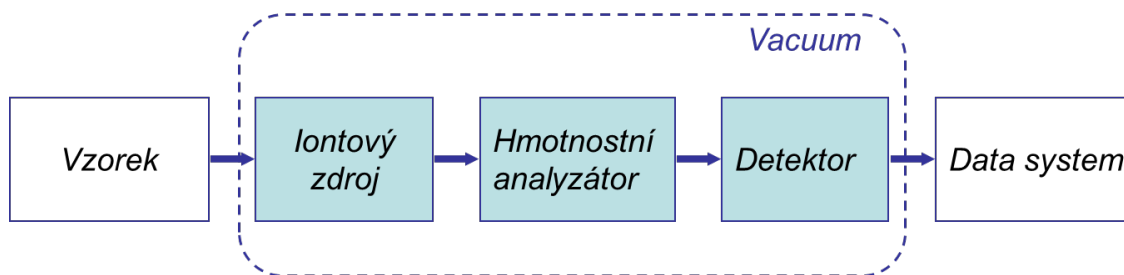 Vacuum
Vzorek
Iontový
zdroj
Hmotnostní
analyzátor
Detektor
Data system